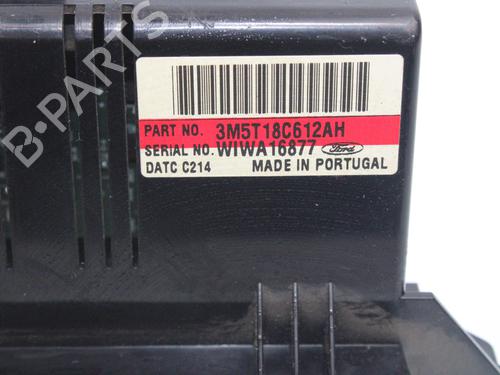 B-PARTS
PART NO. 3M5T18C612AH
SERIAL NO. WIWA16877 Ford
DATC C214 MADE IN PORTUGAL